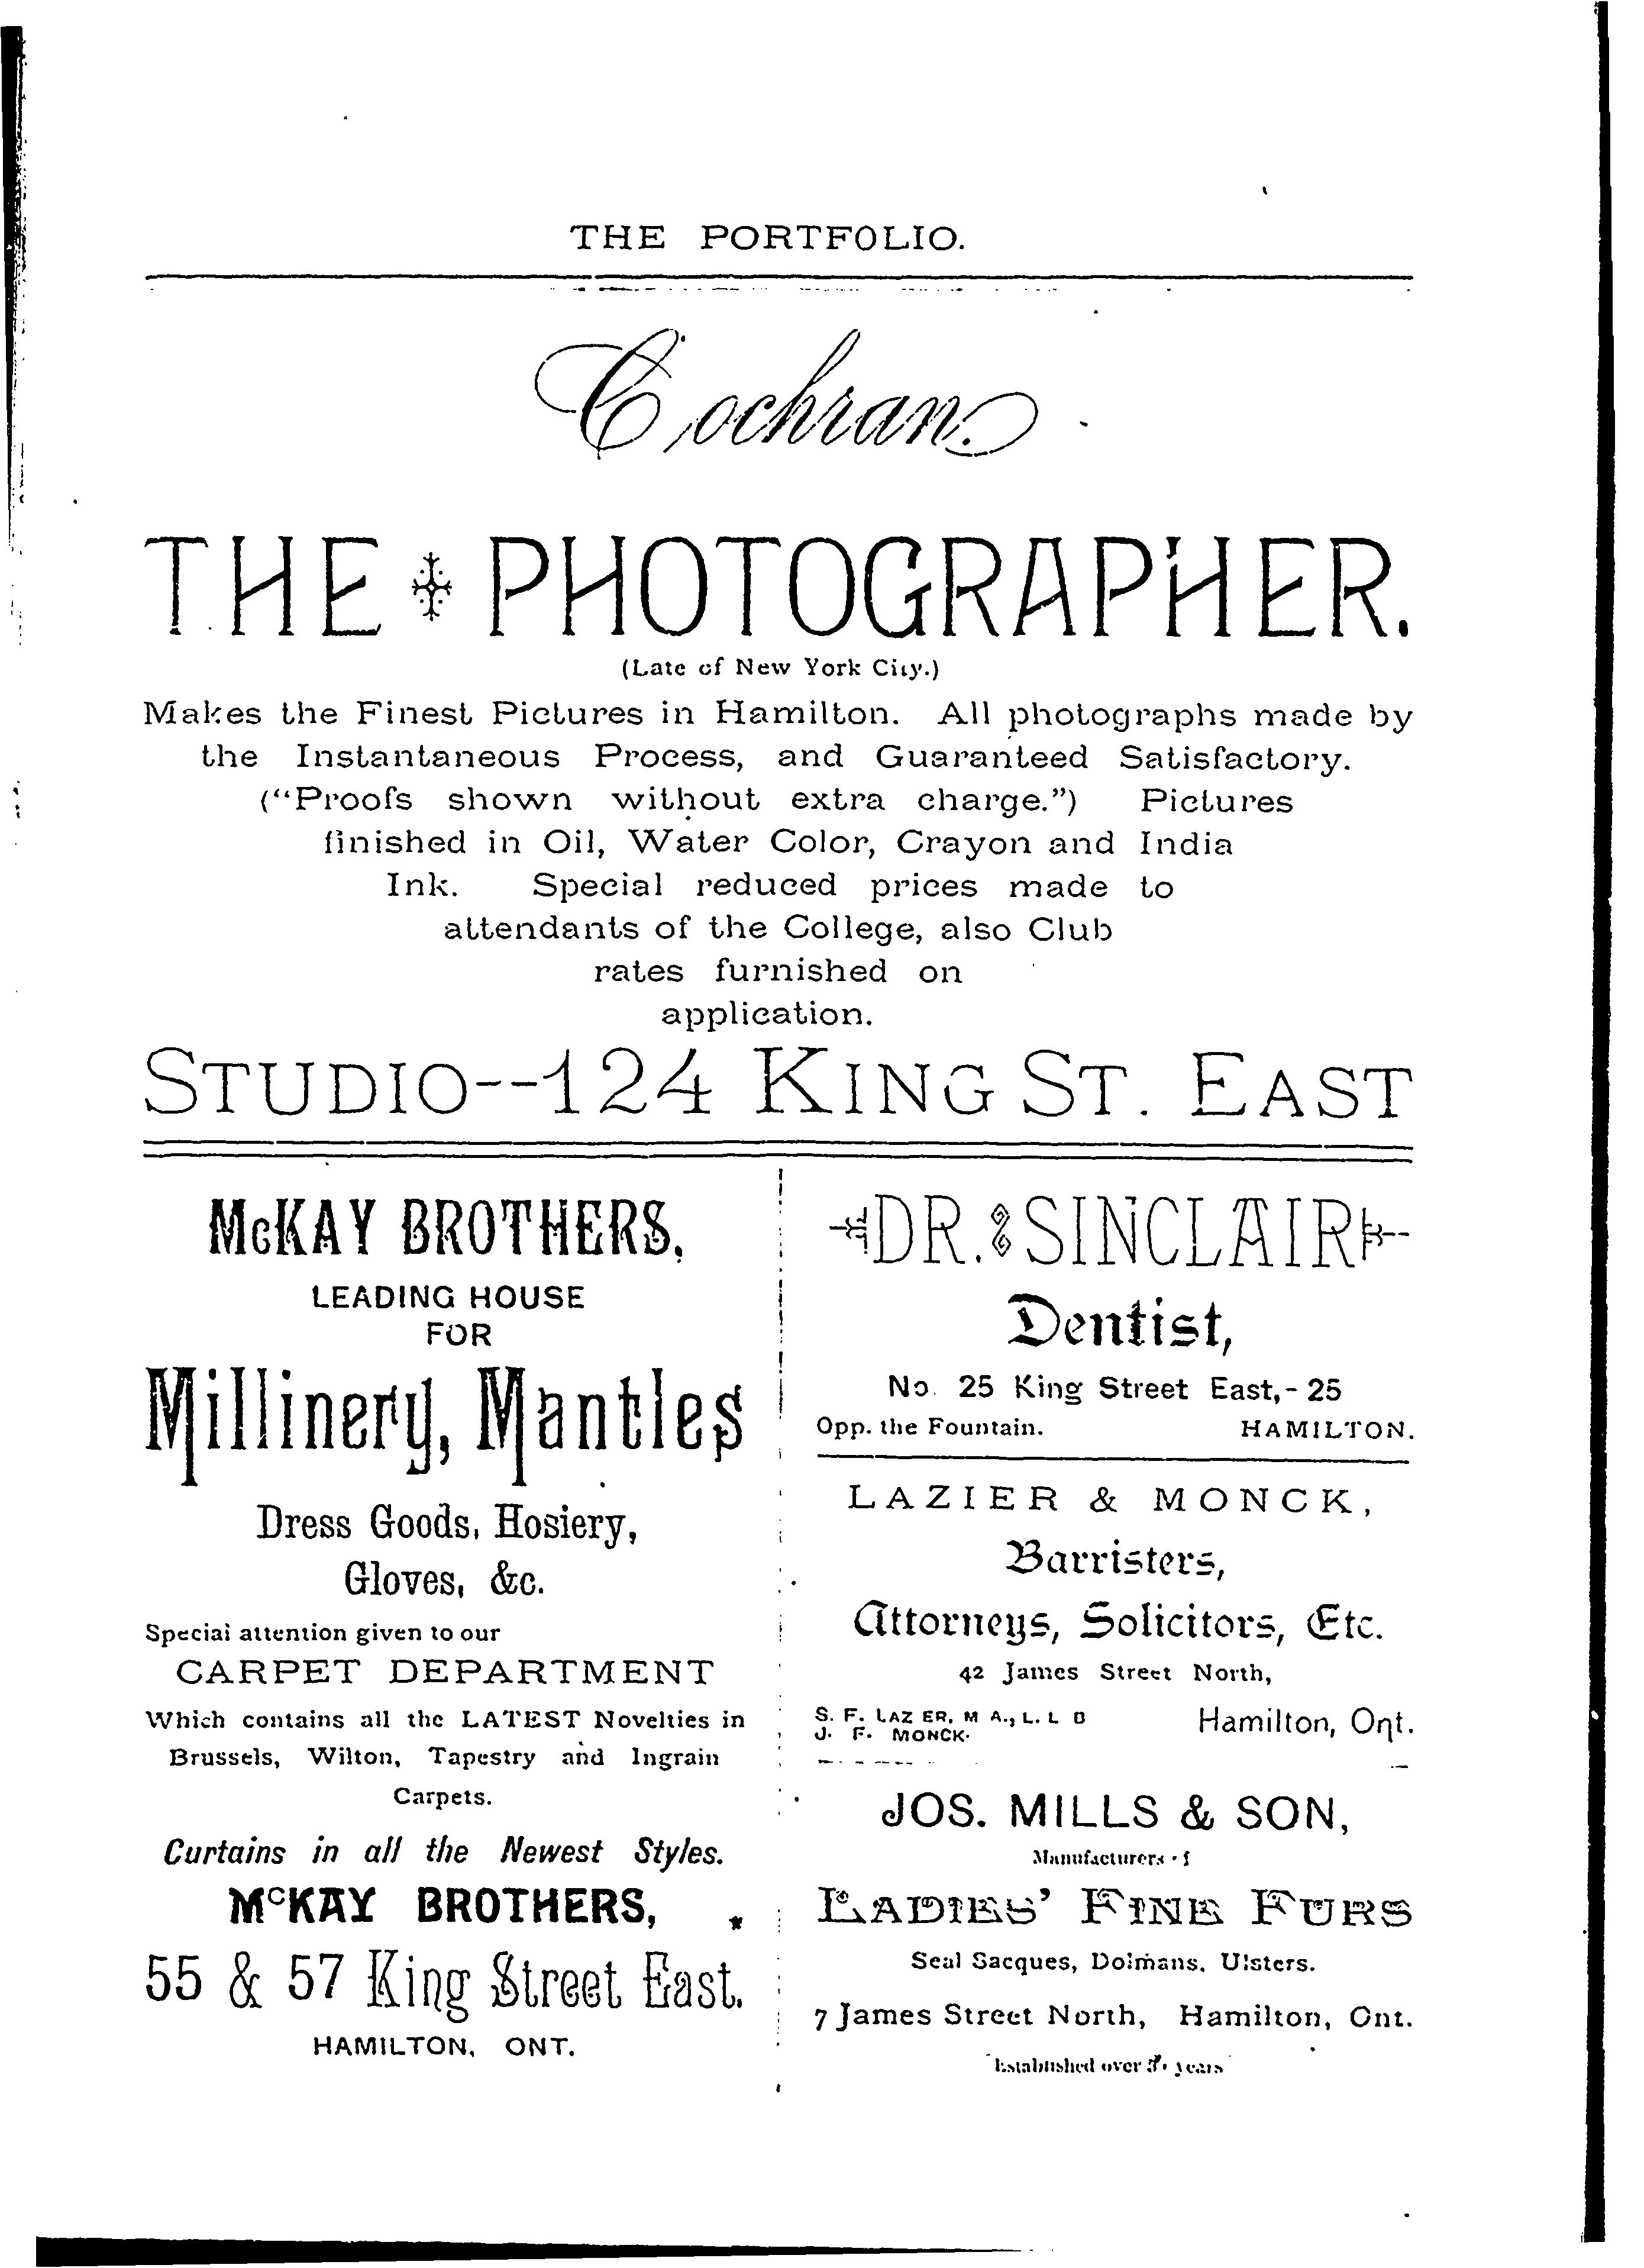 THE PORTFOLIO.
Cochran.
THE PHOTOGRAPHER.
(Late of New York City.)
Makes the Finest Pictures in Hamilton. All photographs made by
the Instantaneous Process, and Guaranteed Satisfactory.
("Proofs shown without extra charge.") Pictures
finished in Oil, Water Color, Crayon and India
Ink. Special reduced prices made to
attendants of the College, also Club
rates furnished on
application.
STUDIO--124 KING ST. EAST
McKAY BROTHERS,
LEADING HOUSE
FOR
Millinery, Mantles
Dress Goods, Hosiery,
Gloves, &c.
Special attention given to our
CARPET DEPARTMENT
Which contains all the LATEST Novelties in
Brussels, Wilton, Tapestry and Ingrain
Carpets.
Curtains in all the Newest Styles.
McKAY BROTHERS,
55 & 57 King Street East.
HAMILTON, ONT.
DR. SINCLAIR
Dentist,
No. 25 King Street East,- 25
Opp. the Fountain. HAMILTON.
LAZIER & MONCK,
Barristers,
Attorneys, Solicitors, Etc.
42 James Street North,
S. F. LAZIER, M A., L. L B
J. F. MONCK.
Hamilton, Ont.
JOS. MILLS & SON,
Manufacturers of
LADIES' FINE FURS
Seal Sacques, Dolmans, Ulsters.
7 James Street North, Hamilton, Ont.
Established over years